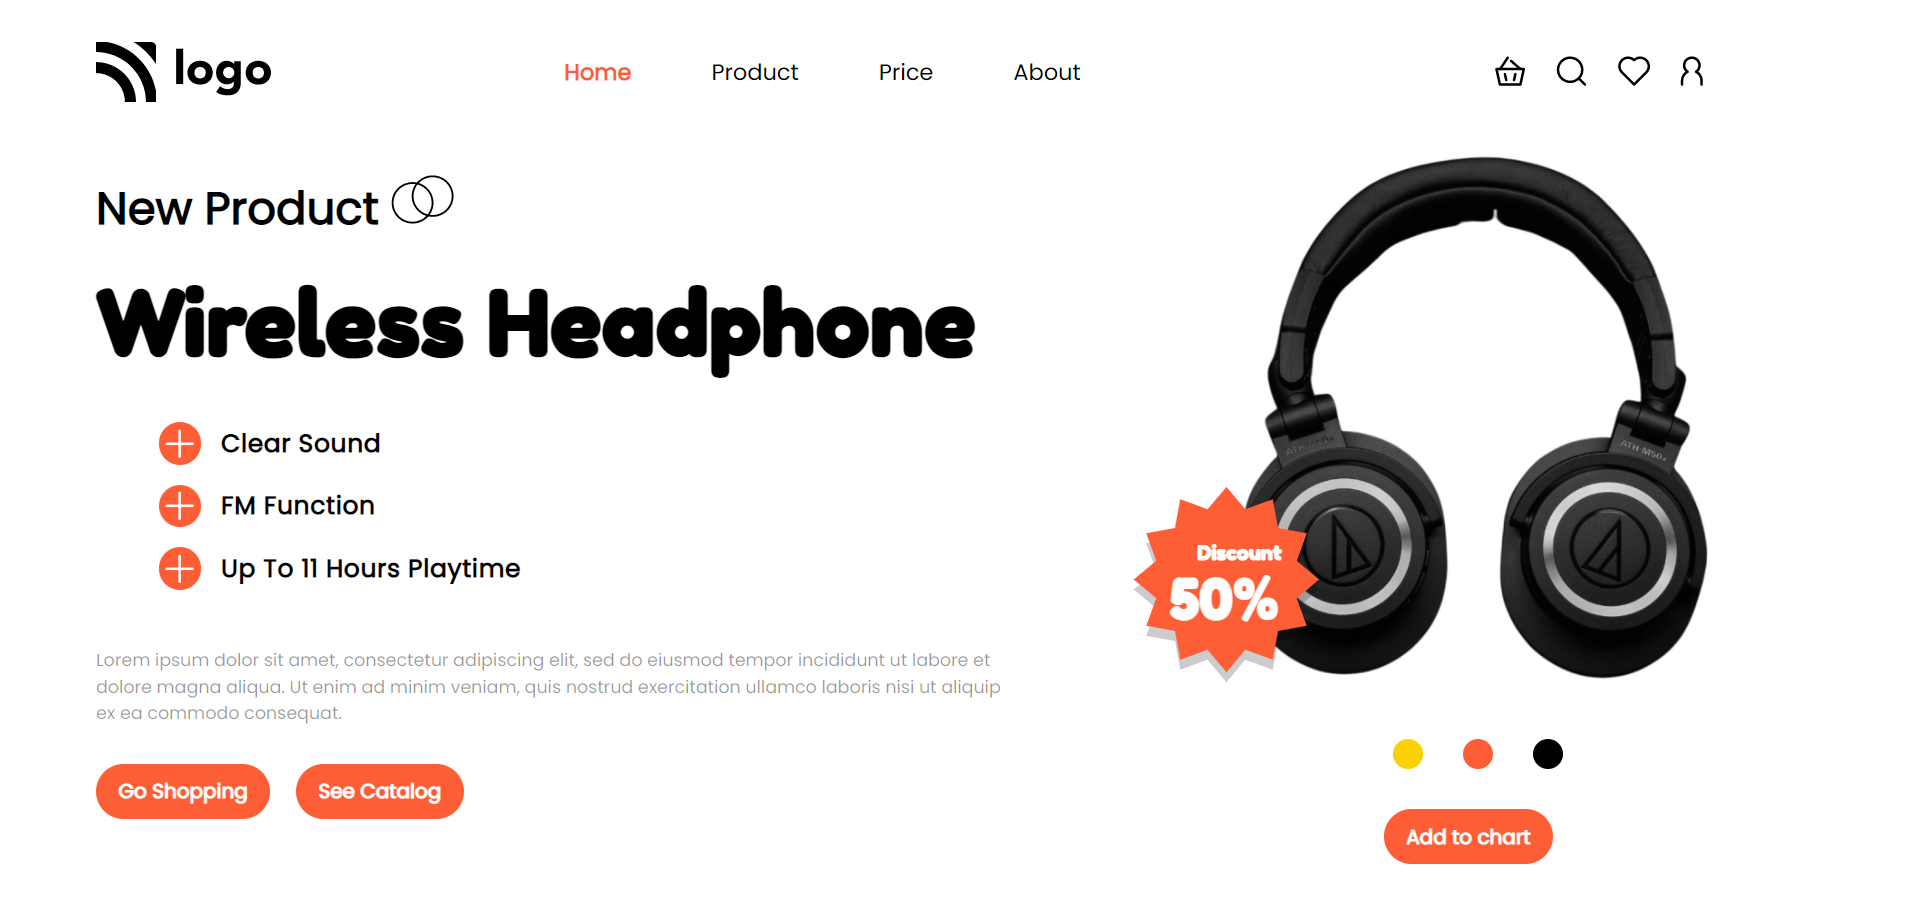 logo
Home
Product
Price
About
New Product
Wireless Headphone
Clear Sound
FM Function
Up To 11 Hours Playtime
Lorem ipsum dolor sit amet, consectetur adipiscing elit, sed do eiusmod tempor incididunt ut labore et
dolore magna aliqua. Ut enim ad minim veniam, quis nostrud exercitation ullamco laboris nisi ut aliquip
ex ea commodo consequat.
Go Shopping
See Catalog
ATH-M50x
ATH-M50x
Discount
50%
Add to chart